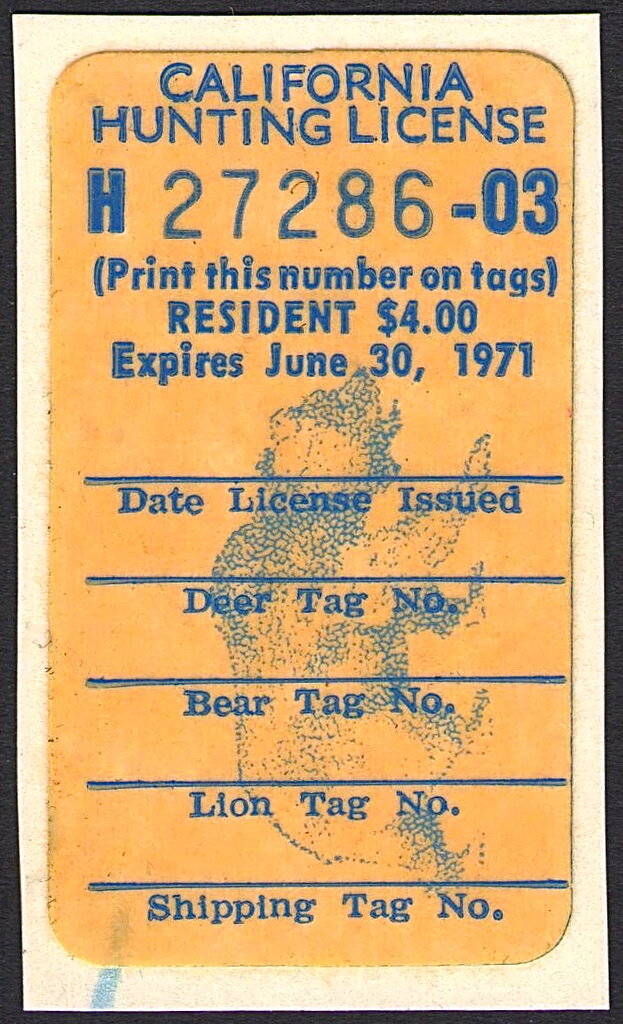 CALIFORNIA
HUNTING LICENSE
H 27286-03
(Print this number on tags)
RESIDENT $4.00
Expires June 30, 1971
Date License Issued
Deer Tag No.
Bear Tag No.
Lion Tag No.
Shipping Tag No.